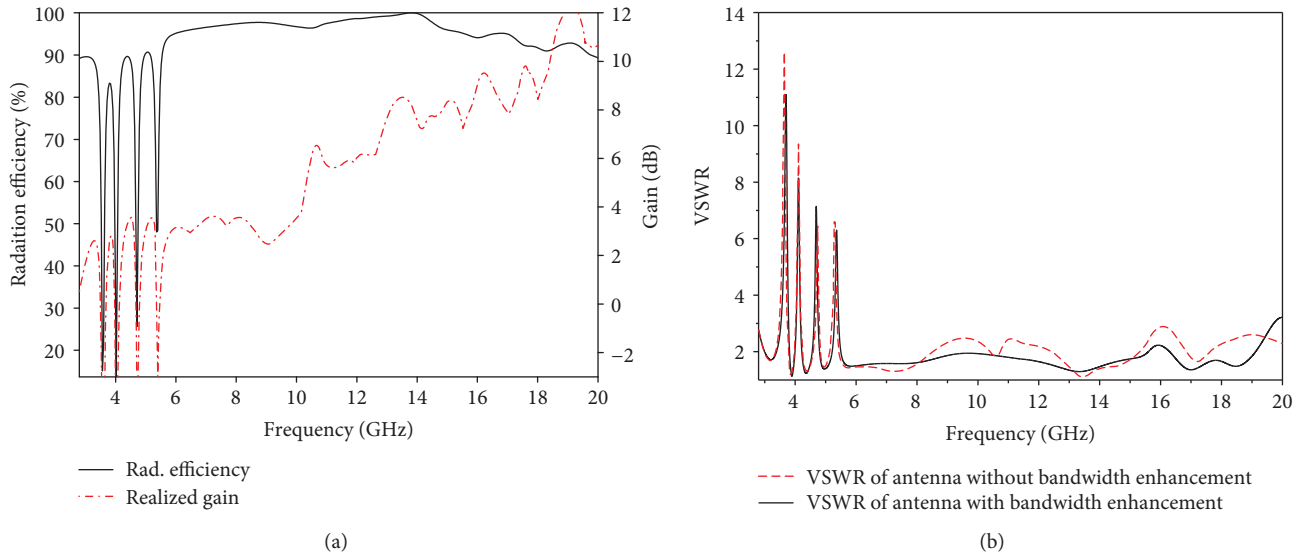 100
90
80
70
60
50
40
30
20
Radaition efficiency (%)
12
10
8
6
4
2
0
−2
Gain (dB)
4 6 8 10 12 14 16 18 20
Frequency (GHz)
Rad. efficiency
Realized gain
(a)
14
12
10
8
6
4
2
VSWR
4 6 8 10 12 14 16 18 20
Frequency (GHz)
VSWR of antenna without bandwidth enhancement
VSWR of antenna with bandwidth enhancement
(b)